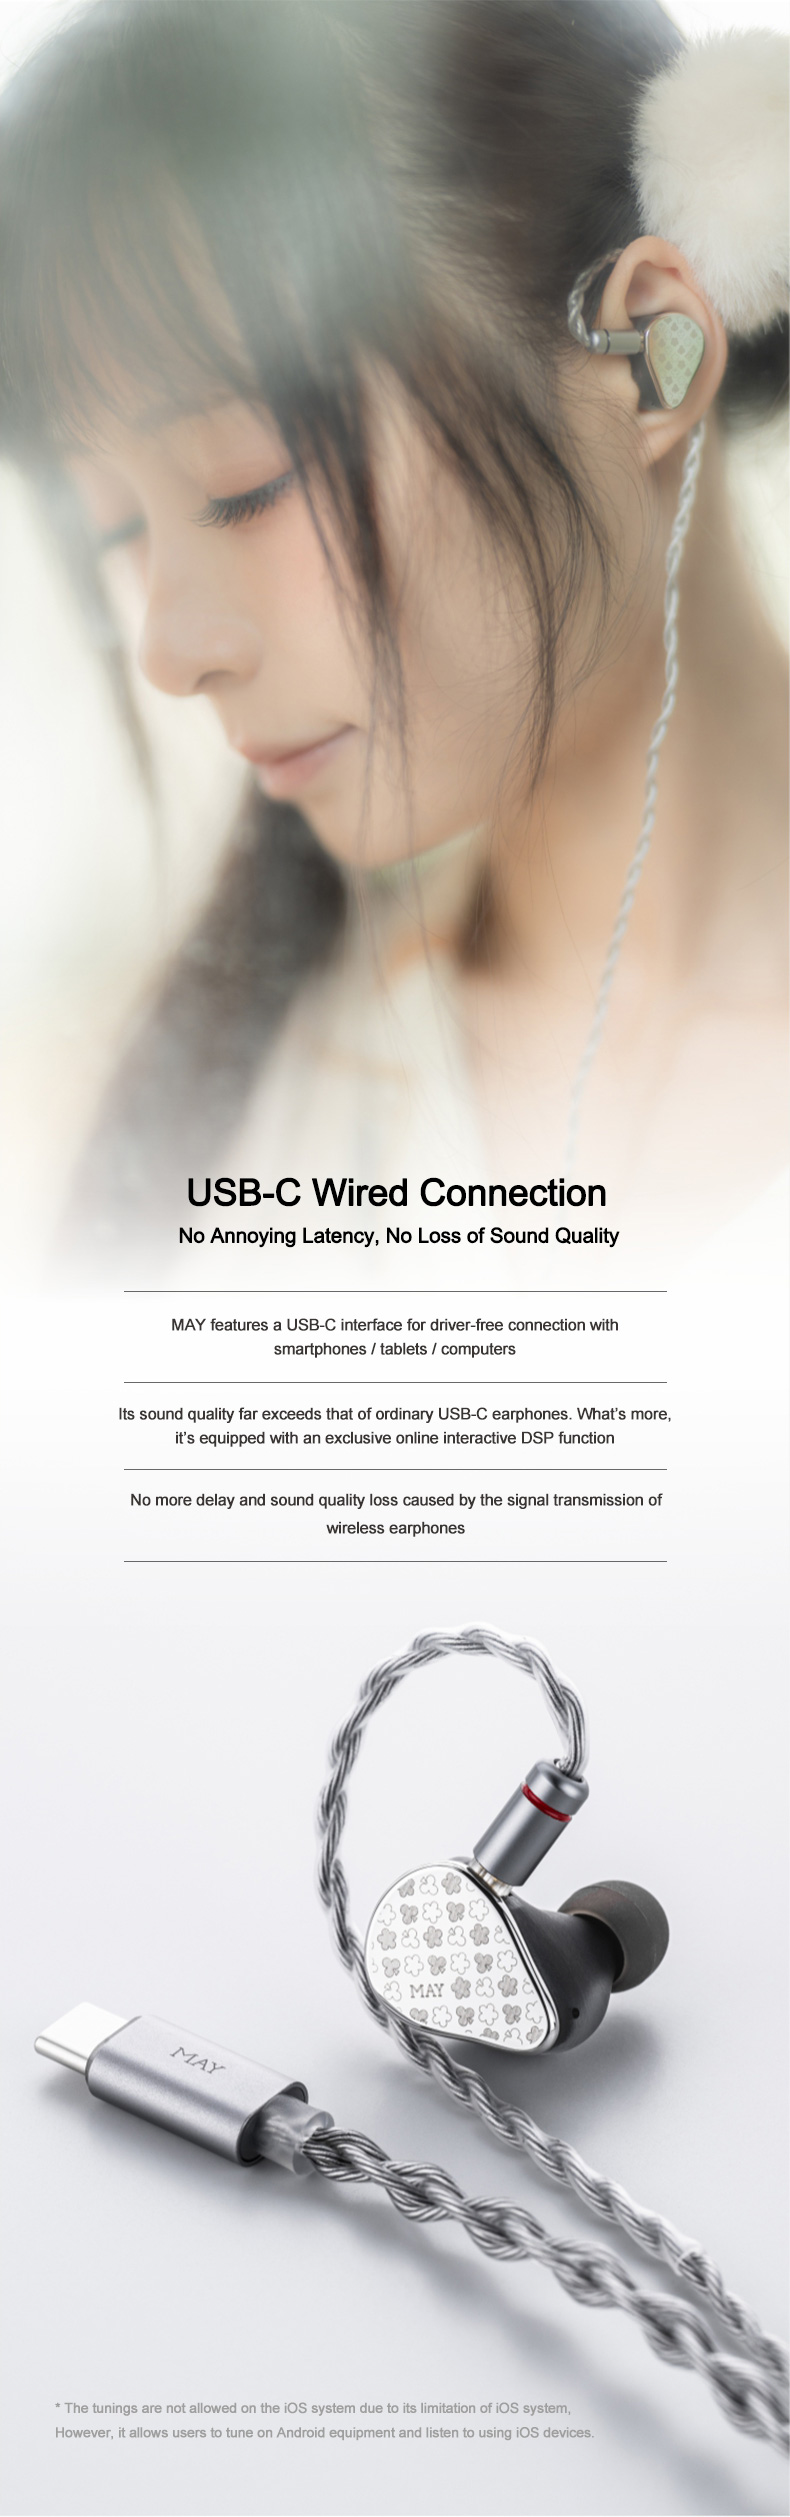 USB-C Wired Connection
No Annoying Latency, No Loss of Sound Quality
MAY features a USB-C interface for driver-free connection with
smartphones / tablets / computers
Its sound quality far exceeds that of ordinary USB-C earphones. What’s more,
it’s equipped with an exclusive online interactive DSP function
No more delay and sound quality loss caused by the signal transmission of
wireless earphones
MAY
MAY
* The tunings are not allowed on the iOS system due to its limitation of iOS system,
However, it allows users to tune on Android equipment and listen to using iOS devices.